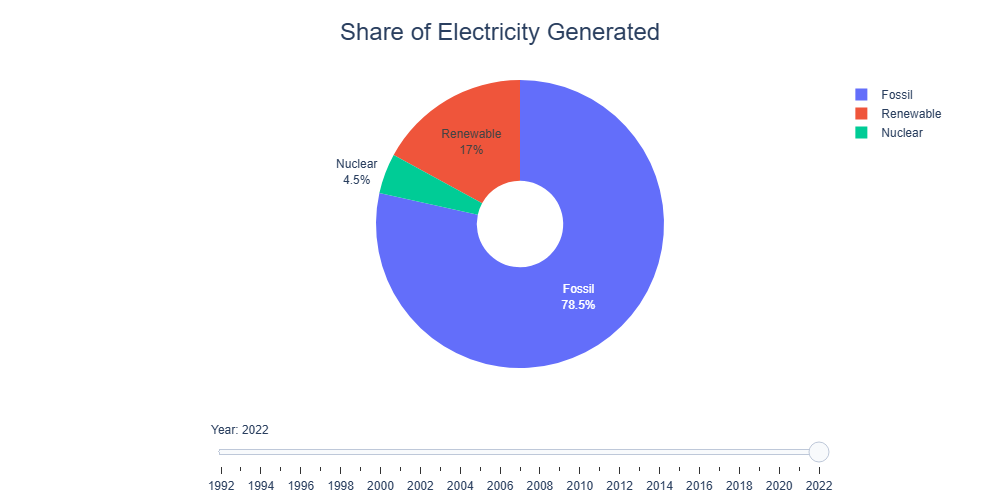 Share of Electricity Generated
Fossil
Renewable
Nuclear
Renewable
17%
Nuclear
4.5%
Fossil
78.5%
Year: 2022
1992 1994 1996 1998 2000 2002 2004 2006 2008 2010 2012 2014 2016 2018 2020 2022